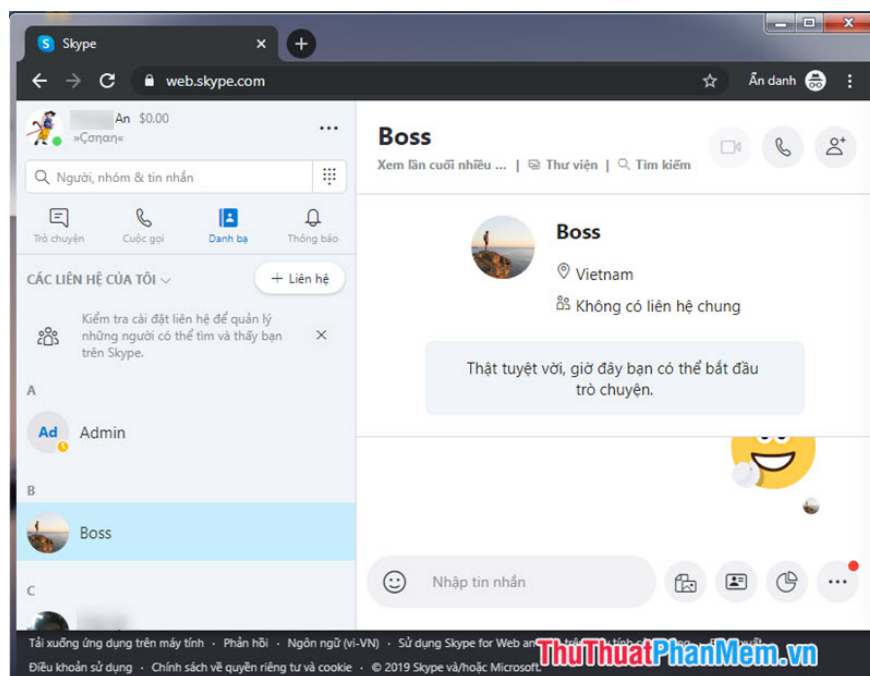 Skype
web.skype.com
Ẩn danh
An $0.00
»Çơŋαŋ«
Người, nhóm & tin nhắn
Trò chuyện
Cuộc gọi
Danh bạ
Thông báo
CÁC LIÊN HỆ CỦA TÔI
+ Liên hệ
Kiểm tra cài đặt liên hệ để quản lý
những người có thể tìm và thấy bạn
trên Skype.
A
Ad
Admin
B
Boss
C
Boss
Xem lần cuối nhiều ... | Thư viện | Tìm kiếm
Boss
Vietnam
Không có liên hệ chung
Thật tuyệt vời, giờ đây bạn có thể bắt đầu
trò chuyện.
Nhập tin nhắn
Tải xuống ứng dụng trên máy tính · Phản hồi · Ngôn ngữ (vi-VN) · Sử dụng Skype for Web
Điều khoản sử dụng · Chính sách về quyền riêng tư và cookie · © 2019 Skype và/hoặc Microsoft.
ThuThuatPhanMem.vn